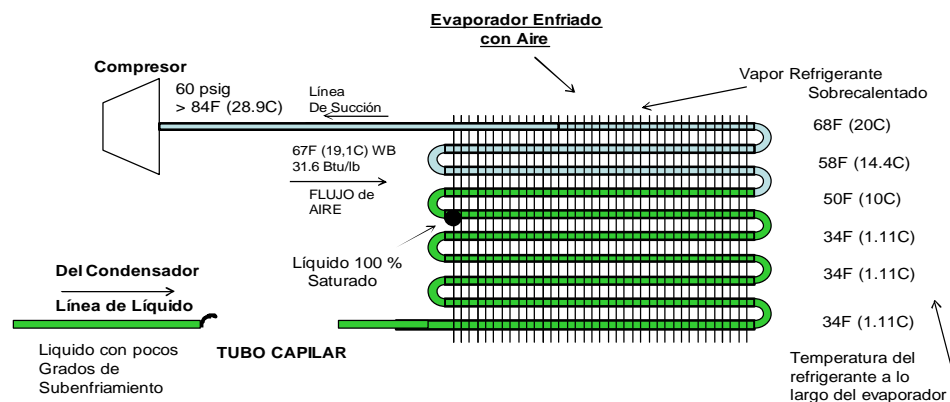 Evaporador Enfriado
con Aire
Compresor
60 psig
> 84F (28.9C)
Línea
De Succión
Vapor Refrigerante
Sobrecalentado
68F (20C)
67F (19,1C) WB
31.6 Btu/lb
FLUJO de
AIRE
58F (14.4C)
50F (10C)
34F (1.11C)
Líquido 100 %
Saturado
34F (1.11C)
Del Condensador
Línea de Líquido
34F (1.11C)
Liquido con pocos
Grados de
Subenfriamiento
TUBO CAPILAR
Temperatura del
refrigerante a lo
largo del evaporador